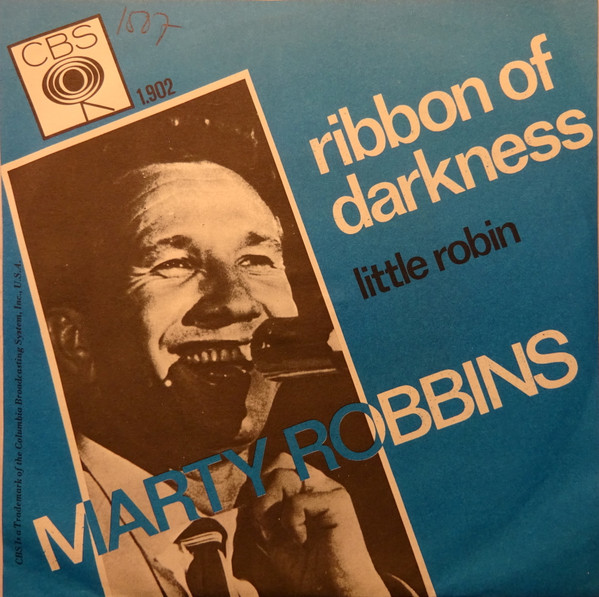 CBS
1.902
ribbon of
darkness
little robin
MARTY ROBBINS
CBS Is a Trademark of the Columbia Broadcasting System, Inc., U.S.A.